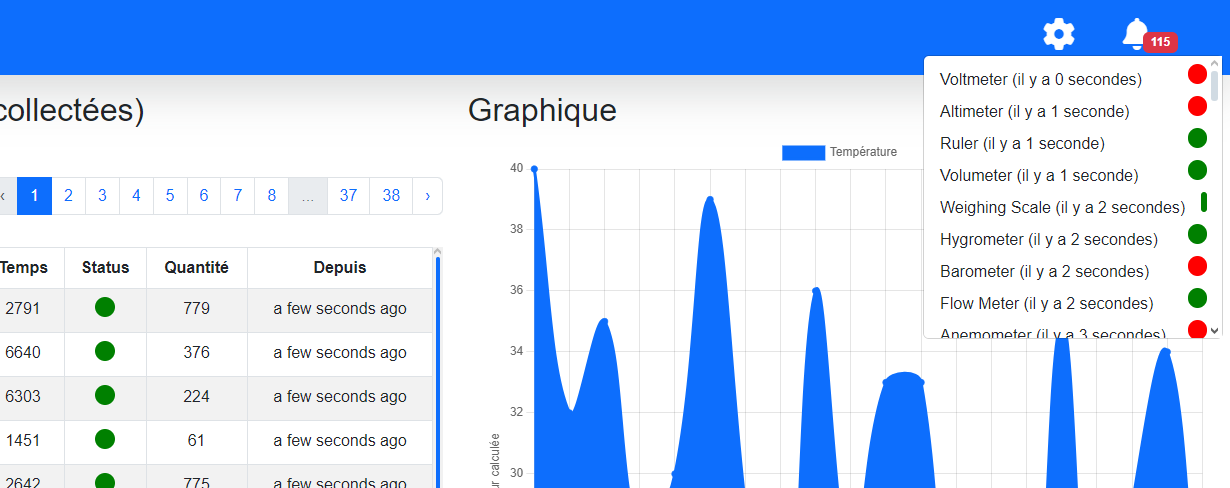 115
collectées)
Graphique
Voltmeter (il y a 0 secondes)
Altimeter (il y a 1 seconde)
Ruler (il y a 1 seconde)
Volumeter (il y a 1 seconde)
Weighing Scale (il y a 2 secondes)
Hygrometer (il y a 2 secondes)
Barometer (il y a 2 secondes)
Flow Meter (il y a 2 secondes)
Anemometer (il y a 3 secondes)
‹ 1 2 3 4 5 6 7 8 ... 37 38 ›
Temps Status Quantité Depuis
2791 779 a few seconds ago
6640 376 a few seconds ago
6303 224 a few seconds ago
1451 61 a few seconds ago
2642 775 a few seconds ago
Température
40
38
36
34
32
30
ur calculée